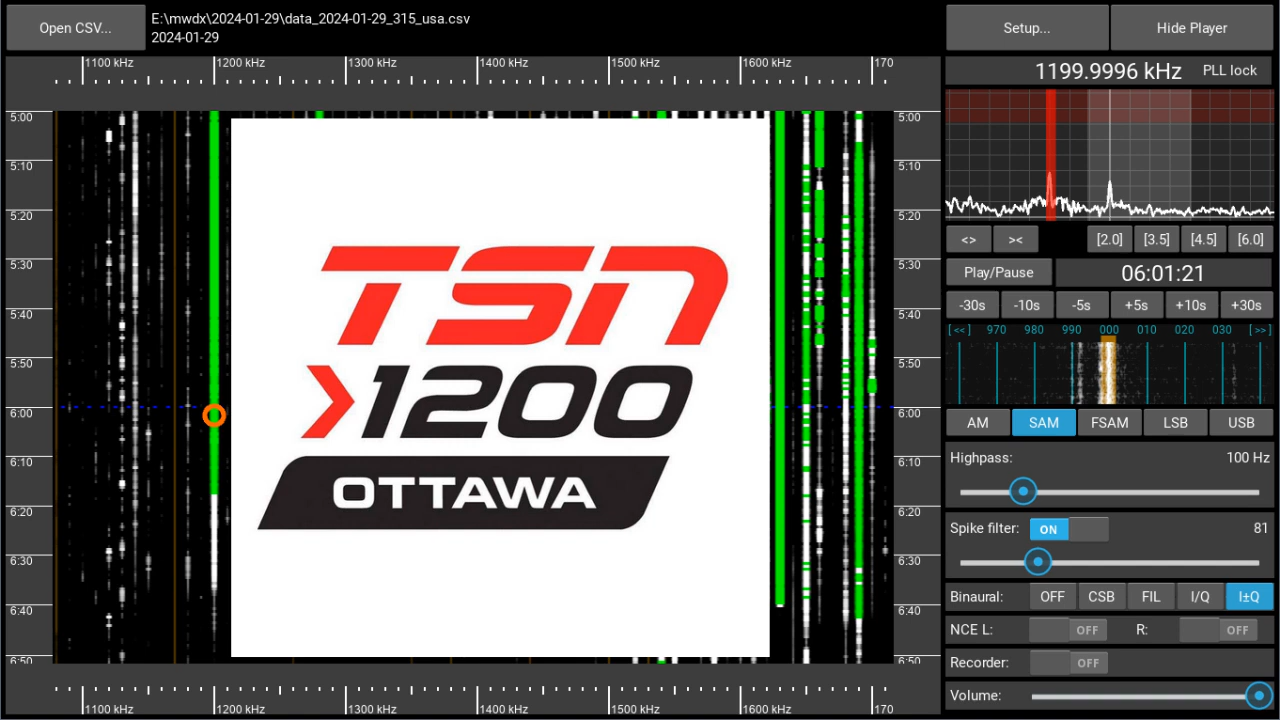 Open CSV...
E:\mwdx\2024-01-29\data_2024-01-29_315_usa.csv
2024-01-29
Setup...
Hide Player
1100 kHz 1200 kHz 1300 kHz 1400 kHz 1500 kHz 1600 kHz 170
1199.9996 kHz PLL lock
5:00 5:00
5:10 5:10
5:20 5:20
5:30 5:30
5:40 5:40
5:50 5:50
6:00 6:00
6:10 6:10
6:20 6:20
6:30 6:30
6:40 6:40
6:50 6:50
TSN
1200
OTTAWA
1100 kHz 1200 kHz 1300 kHz 1400 kHz 1500 kHz 1600 kHz 170
<> >< [2.0] [3.5] [4.5] [6.0]
Play/Pause 06:01:21
-30s -10s -5s +5s +10s +30s
[<<] 970 980 990 000 010 020 030 [>>]
AM SAM FSAM LSB USB
Highpass: 100 Hz
Spike filter: ON 81
Binaural: OFF CSB FIL I/Q I±Q
NCE L: OFF R: OFF
Recorder: OFF
Volume: